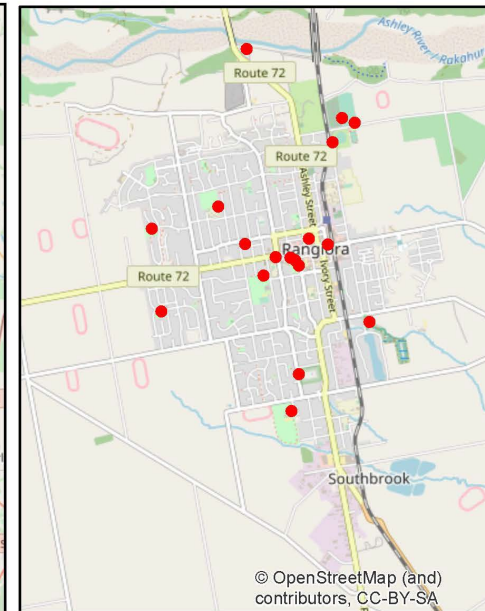 Ashley River / Rakahur
Route 72
Route 72
Ashley Street
Rangiora
Ivory Street
Route 72
Southbrook
© OpenStreetMap (and)
contributors, CC-BY-SA